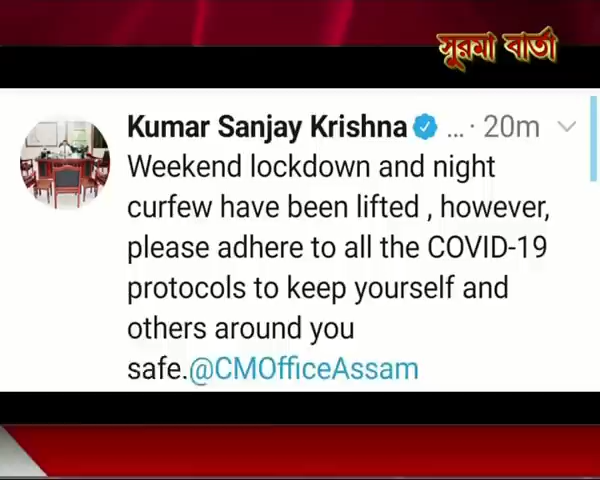 সুরমা বার্তা
Kumar Sanjay Krishna ... · 20m
Weekend lockdown and night
curfew have been lifted , however,
please adhere to all the COVID-19
protocols to keep yourself and
others around you
safe.@CMOfficeAssam